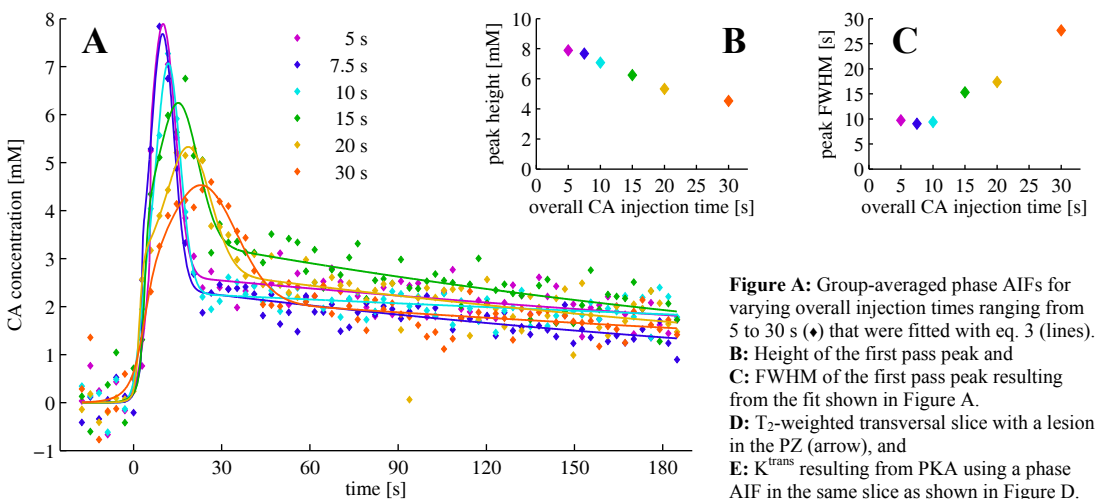 A
CA concentration [mM]
8
7
6
5
4
3
2
1
0
−1
0
30
60
90
120
150
180
time [s]
5 s
7.5 s
10 s
15 s
20 s
30 s
B
peak height [mM]
10
8
6
4
2
0
0
5
10
15
20
25
30
overall CA injection time [s]
C
peak FWHM [s]
30
25
20
15
10
5
0
0
5
10
15
20
25
30
overall CA injection time [s]
Figure A: Group-averaged phase AIFs for
varying overall injection times ranging from
5 to 30 s (♦) that were fitted with eq. 3 (lines).
B: Height of the first pass peak and
C: FWHM of the first pass peak resulting
from the fit shown in Figure A.
D: T₂-weighted transversal slice with a lesion
in the PZ (arrow), and
E: Kᵗʳᵃⁿˢ resulting from PKA using a phase
AIF in the same slice as shown in Figure D.